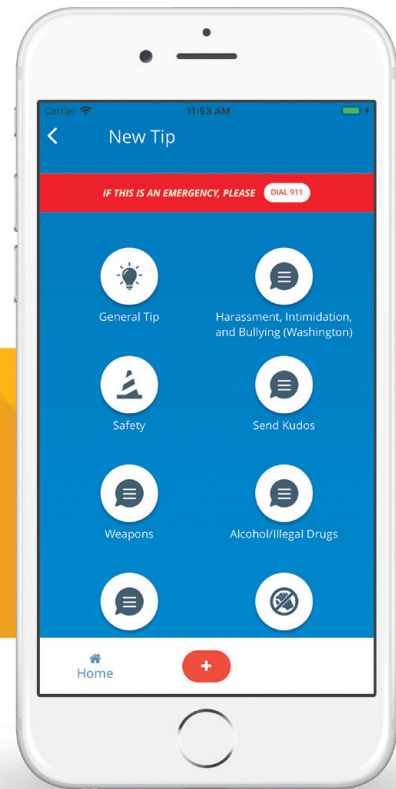 Carrier 11:53 AM
New Tip
IF THIS IS AN EMERGENCY, PLEASE DIAL 911
General Tip
Harassment, Intimidation,
and Bullying (Washington)
Safety
Send Kudos
Weapons
Alcohol/Illegal Drugs
Home